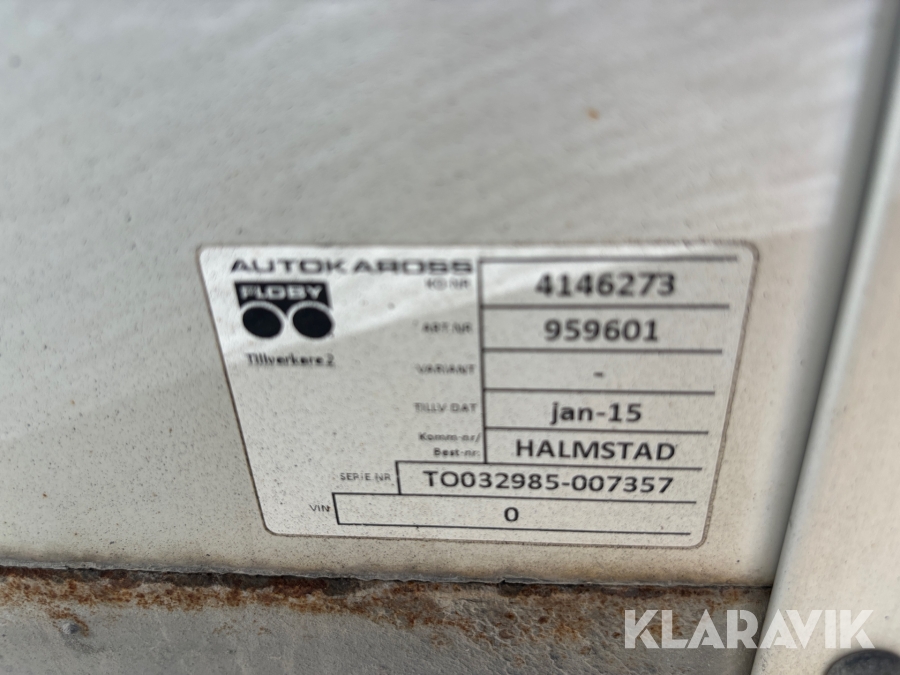 AUTOKAROSS
FLOBY
Tillverkare 2
KO NR 4146273
ART.NR 959601
VARIANT -
TILLV DAT jan-15
Komm-nr/
Best-nr: HALMSTAD
SERIE NR TO032985-007357
VIN 0
KLARAVIK